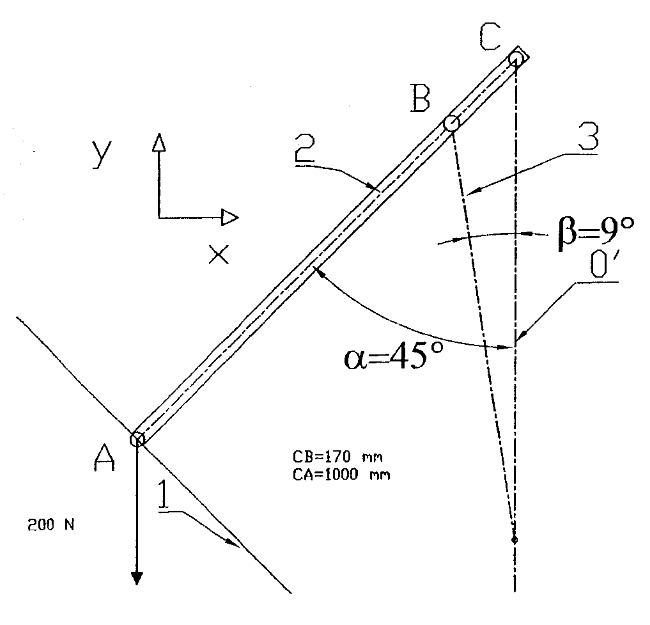 C
B
3
y
2
β=9°
x
0'
α=45°
A
CB=170 mm
CA=1000 mm
1
200 N